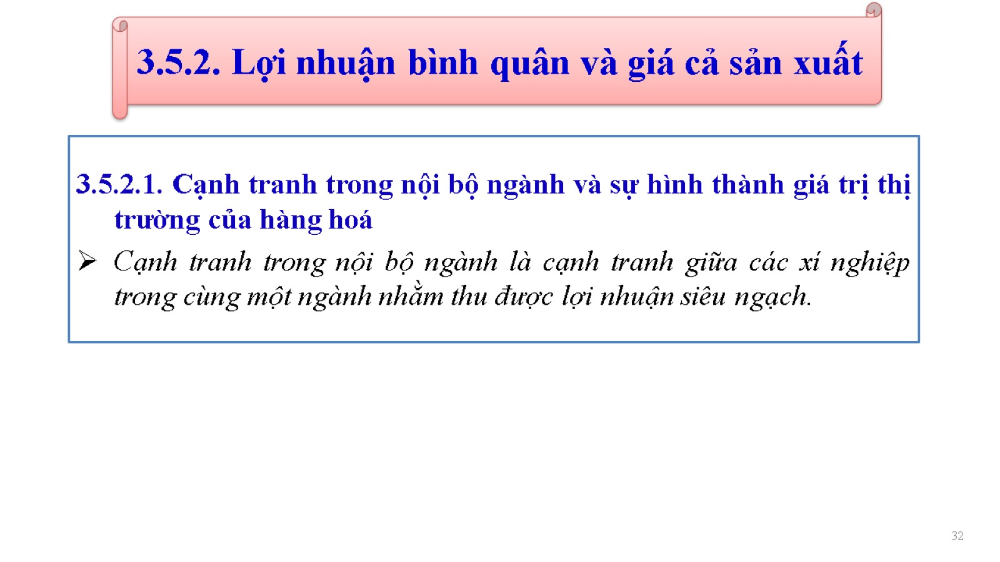 3.5.2. Lợi nhuận bình quân và giá cả sản xuất
3.5.2.1. Cạnh tranh trong nội bộ ngành và sự hình thành giá trị thị
trường của hàng hoá
➢ Cạnh tranh trong nội bộ ngành là cạnh tranh giữa các xí nghiệp
trong cùng một ngành nhằm thu được lợi nhuận siêu ngạch.
32